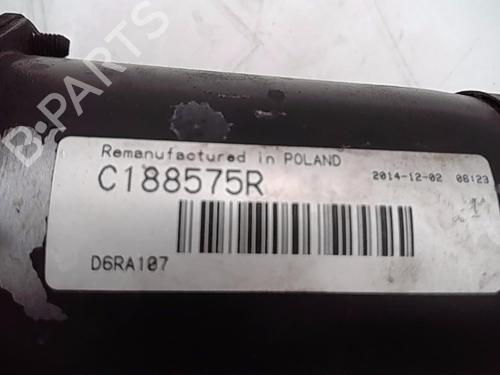 B-PARTS
Remanufactured in POLAND
C188575R 2014-12-02 08:23
D6RA107